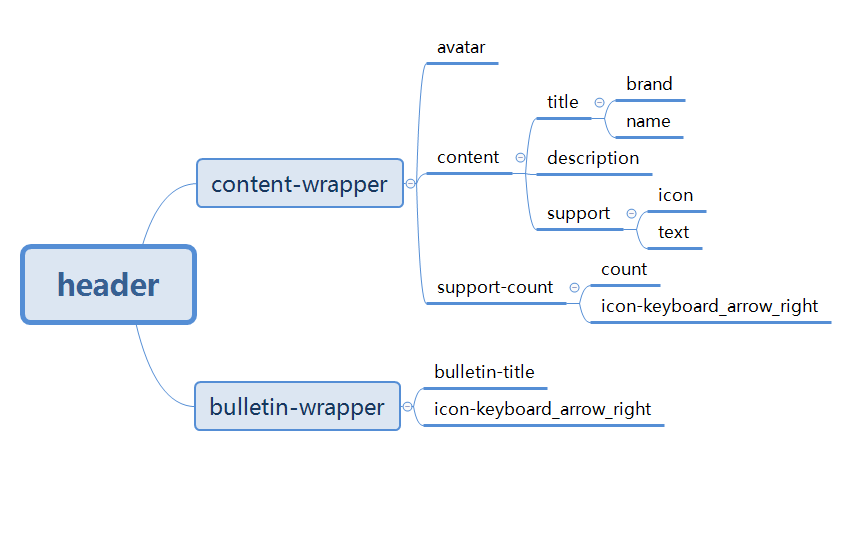 avatar
brand
title
name
content
description
content-wrapper
icon
support
text
count
support-count
icon-keyboard_arrow_right
header
bulletin-title
bulletin-wrapper
icon-keyboard_arrow_right